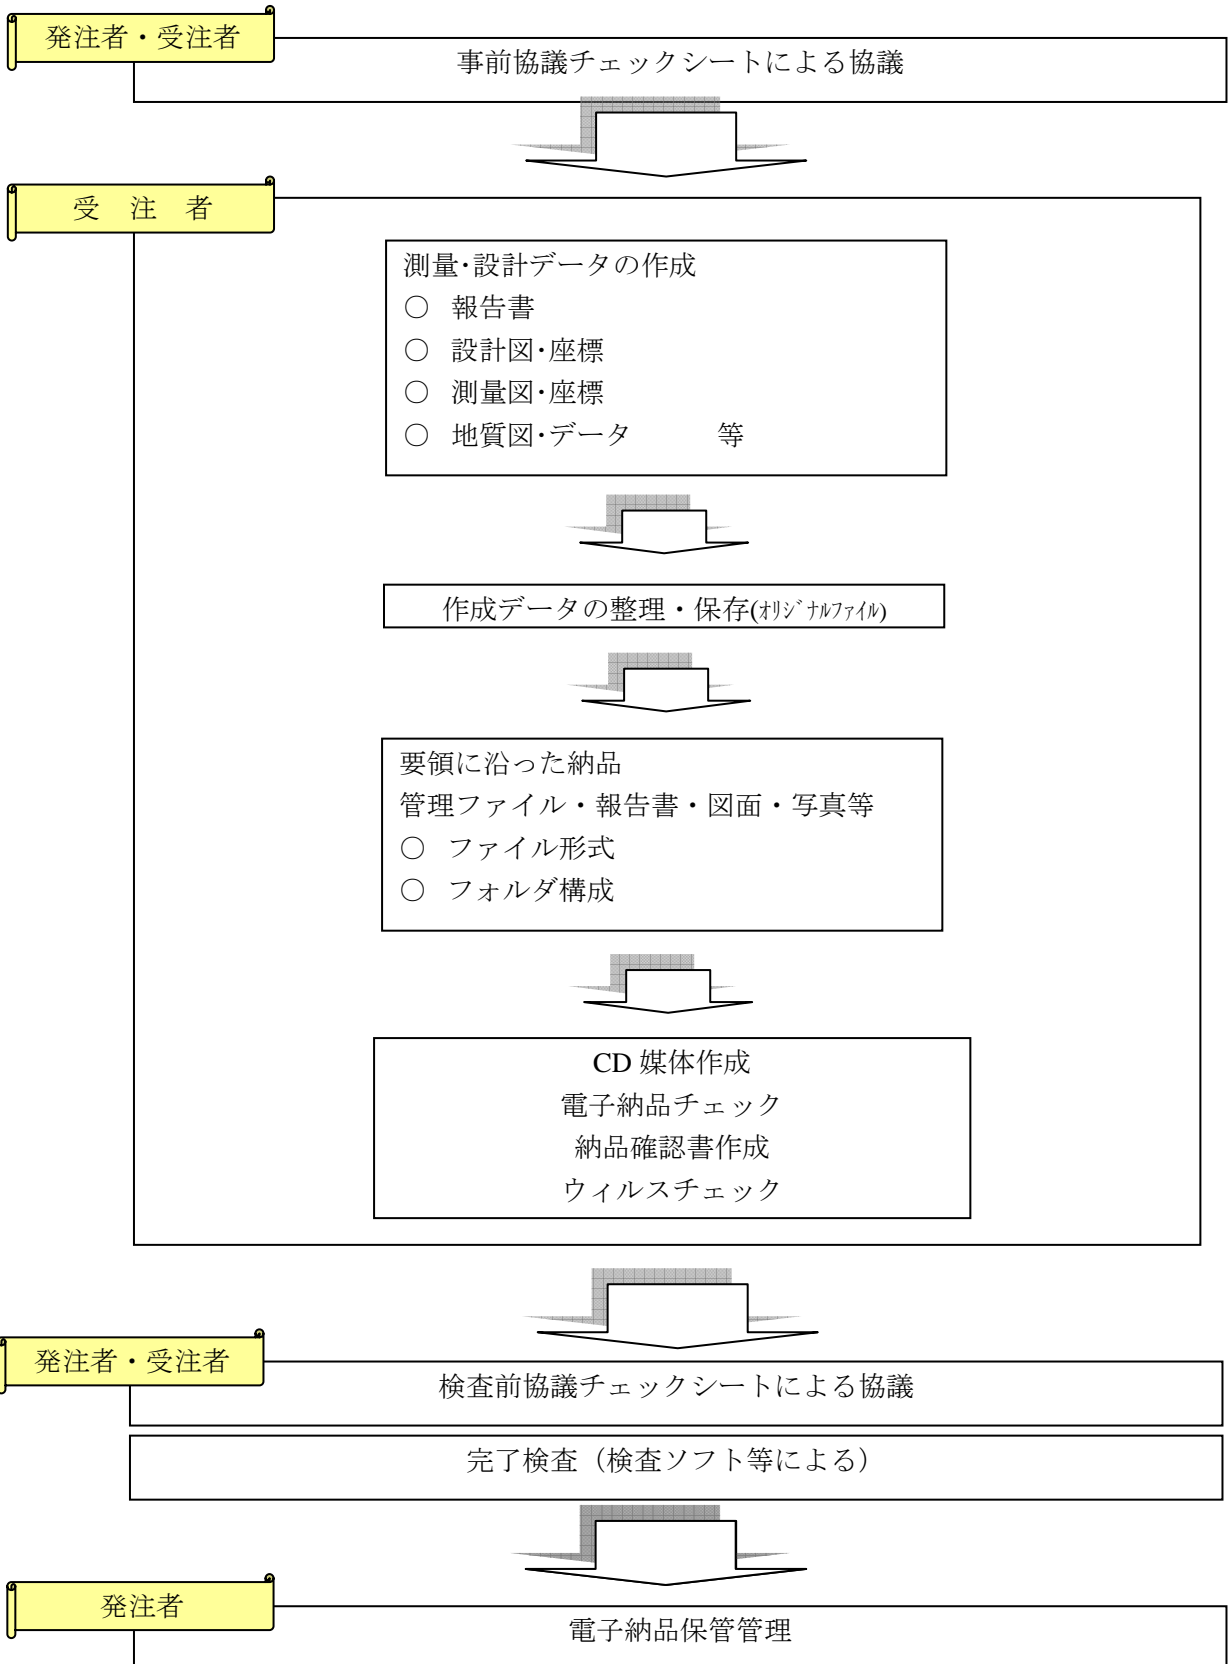 発注者・受注者
事前協議チェックシートによる協議
受　注　者
測量･設計データの作成
○　報告書
○　設計図･座標
○　測量図･座標
○　地質図･データ　　　等
作成データの整理・保存(ｵﾘｼﾞﾅﾙﾌｧｲﾙ)
要領に沿った納品
管理ファイル・報告書・図面・写真等
○　ファイル形式
○　フォルダ構成
CD 媒体作成
電子納品チェック
納品確認書作成
ウィルスチェック
発注者・受注者
検査前協議チェックシートによる協議
完了検査（検査ソフト等による）
発注者
電子納品保管管理